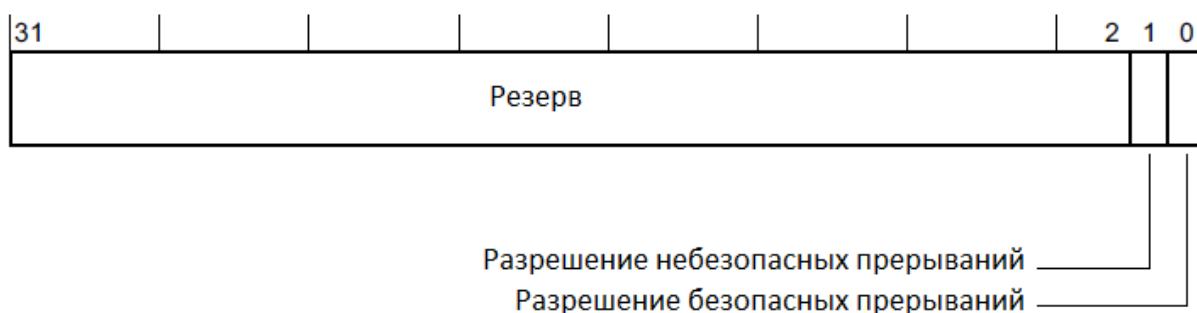 31 2 1 0
Резерв
Разрешение небезопасных прерываний
Разрешение безопасных прерываний